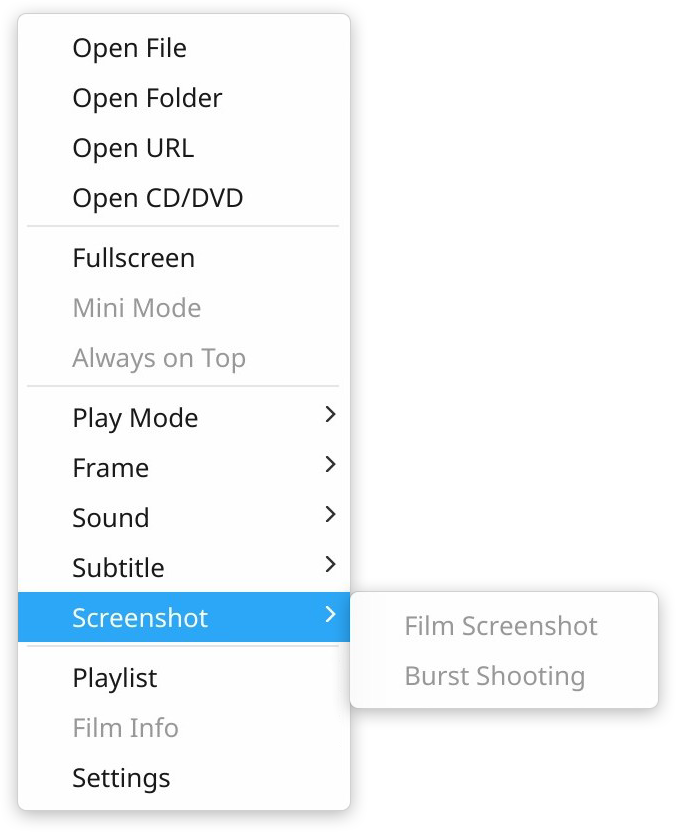 Open File
Open Folder
Open URL
Open CD/DVD
Fullscreen
Mini Mode
Always on Top
Play Mode
Frame
Sound
Subtitle
Screenshot
Film Screenshot
Burst Shooting
Playlist
Film Info
Settings